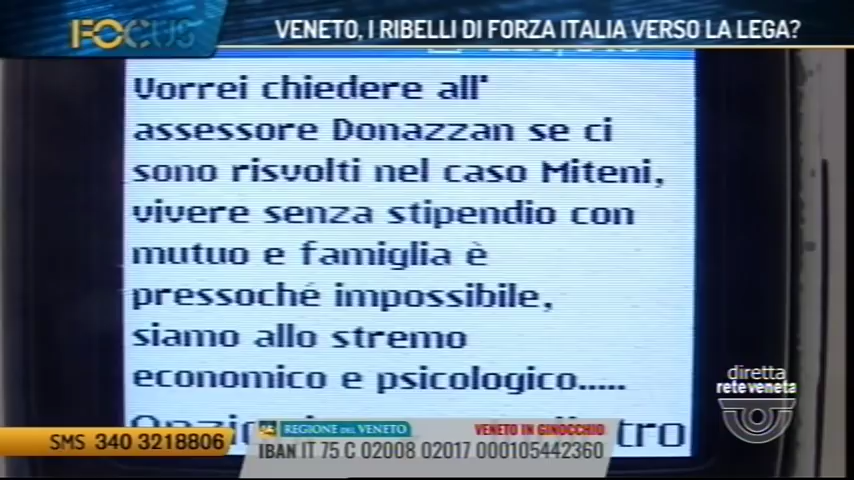 FOCUS
VENETO, I RIBELLI DI FORZA ITALIA VERSO LA LEGA?
Vorrei chiedere all'
assessore Donazzan se ci
sono risvolti nel caso Miteni,
vivere senza stipendio con
mutuo e famiglia è
pressoché impossibile,
siamo allo stremo
economico e psicologico.....
diretta
reteveneta
SMS 340 3218806
REGIONE DEL VENETO
VENETO IN GINOCCHIO
IBAN IT 75 C 02008 02017 000105442360